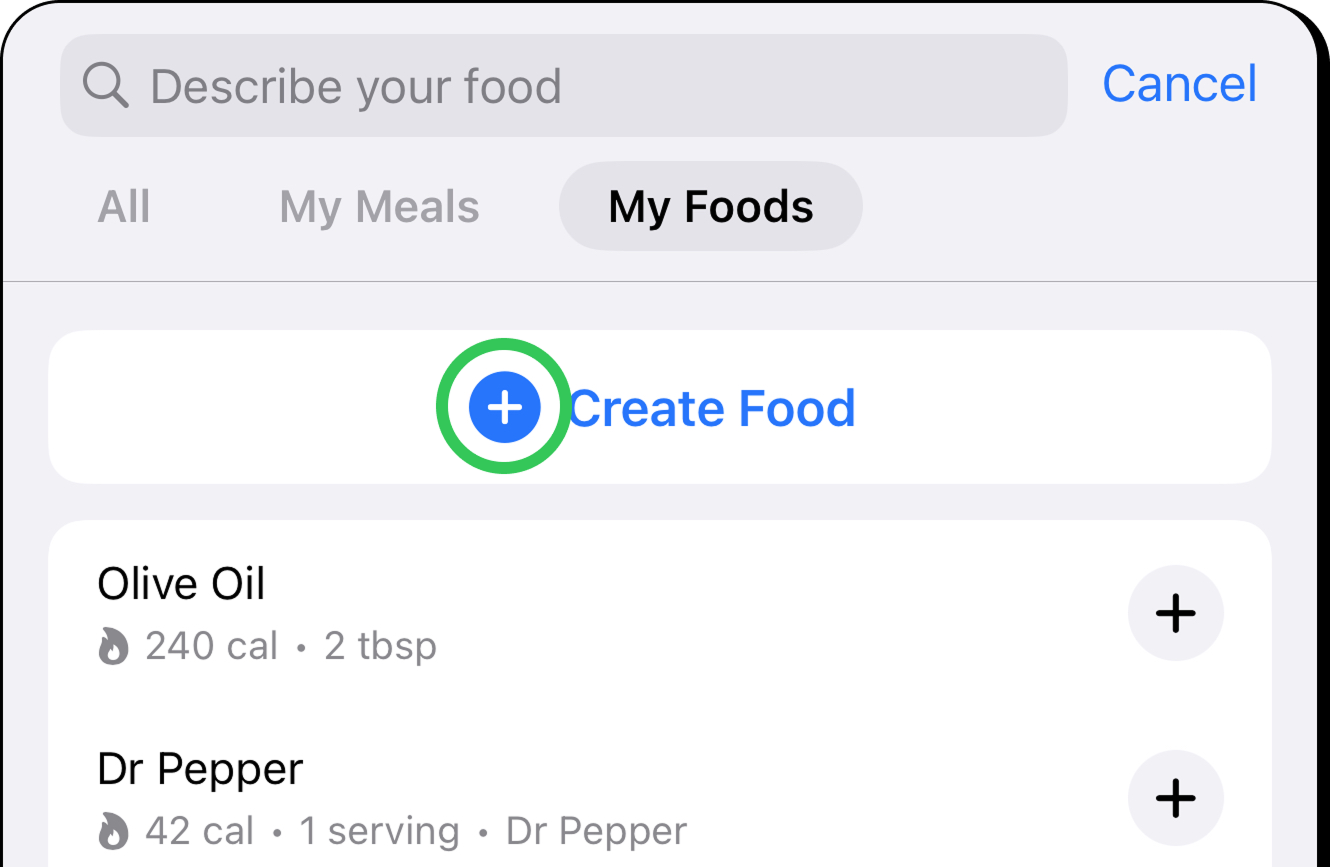 Describe your food
Cancel
All My Meals My Foods
Create Food
Olive Oil
240 cal • 2 tbsp
Dr Pepper
42 cal • 1 serving • Dr Pepper